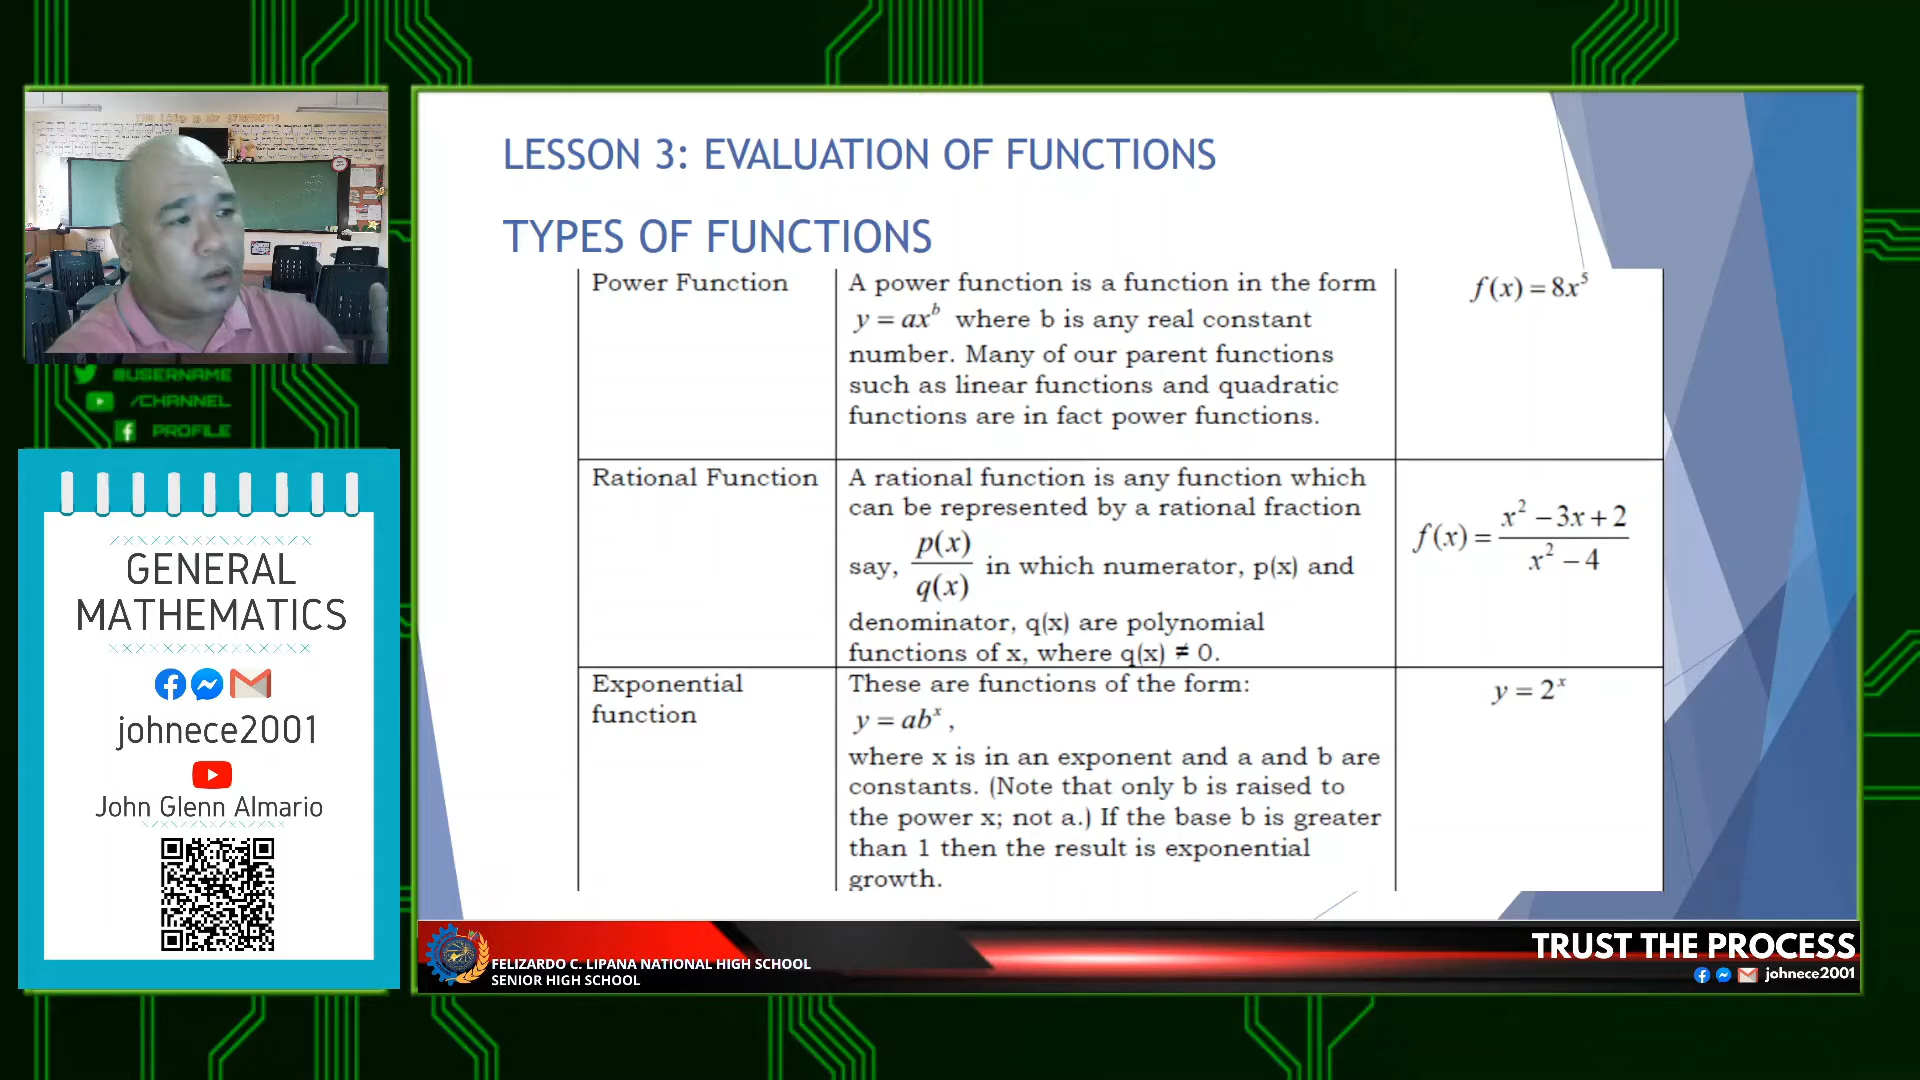 LESSON 3: EVALUATION OF FUNCTIONS
TYPES OF FUNCTIONS
Power Function
A power function is a function in the form
y = ax^b where b is any real constant
number. Many of our parent functions
such as linear functions and quadratic
functions are in fact power functions.
f(x) = 8x^5
Rational Function
A rational function is any function which
can be represented by a rational fraction
say, p(x)/q(x) in which numerator, p(x) and
denominator, q(x) are polynomial
functions of x, where q(x) ≠ 0.
f(x) = (x^2 − 3x + 2)/(x^2 − 4)
Exponential
function
These are functions of the form:
y = ab^x ,
where x is in an exponent and a and b are
constants. (Note that only b is raised to
the power x; not a.) If the base b is greater
than 1 then the result is exponential
growth.
y = 2^x
@USERNAME
/CHANNEL
PROFILE
GENERAL
MATHEMATICS
johnece2001
John Glenn Almario
FELIZARDO C. LIPANA NATIONAL HIGH SCHOOL
SENIOR HIGH SCHOOL
TRUST THE PROCESS
johnece2001